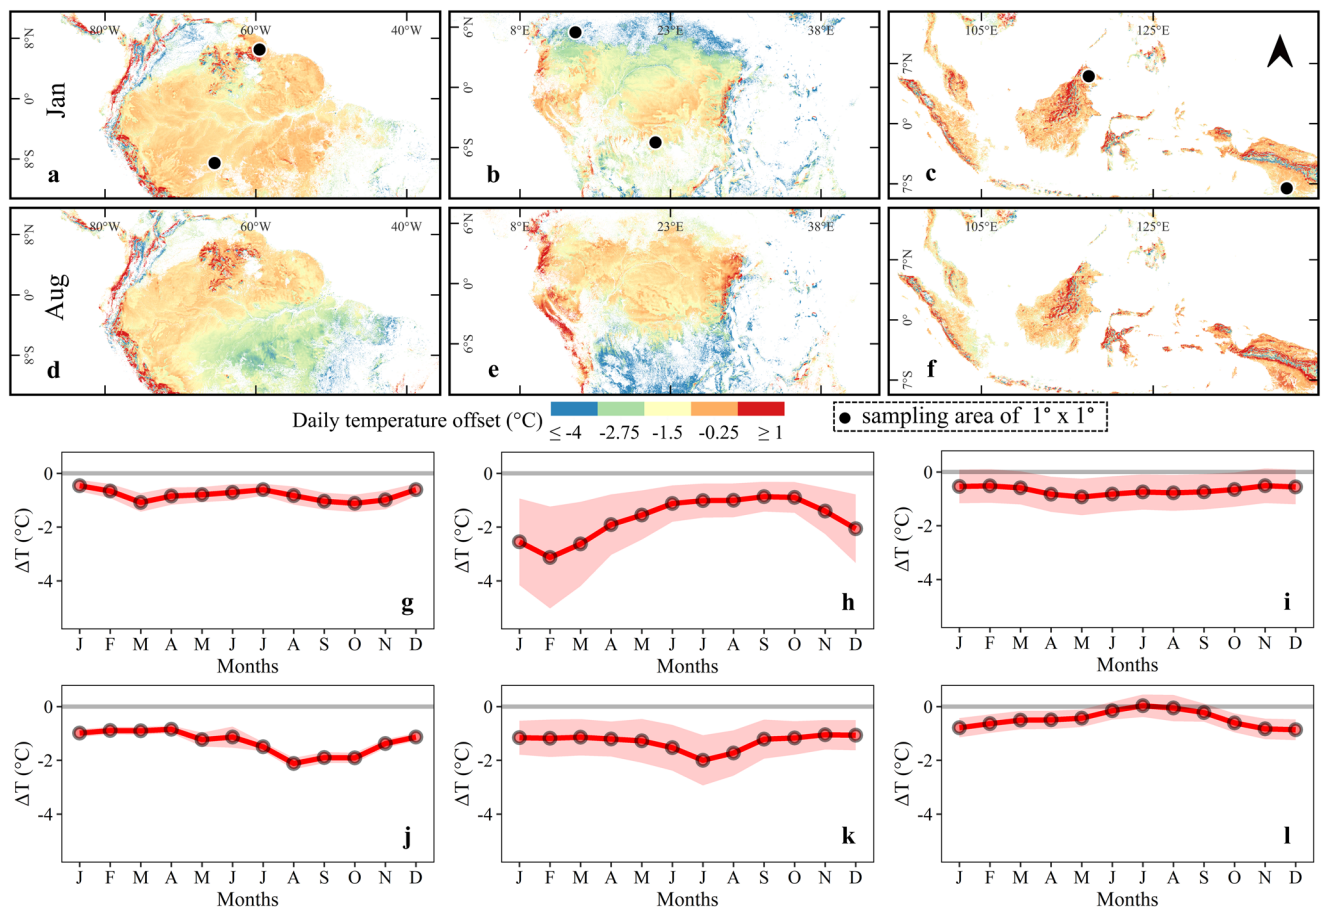 80°W 60°W 40°W
8°N
0°
8°S
Jan
a
8°E 23°E 38°E
6°N
0°
6°S
b
105°E 125°E
7°N
0°
7°S
c
80°W 60°W 40°W
8°N
0°
8°S
Aug
d
8°E 23°E 38°E
6°N
0°
6°S
e
105°E 125°E
7°N
0°
7°S
f
Daily temperature offset (°C)
≤ -4 -2.75 -1.5 -0.25 ≥ 1
sampling area of 1° x 1°
0
-2
-4
ΔT (°C)
g
J F M A M J J A S O N D
Months
0
-2
-4
ΔT (°C)
h
J F M A M J J A S O N D
Months
0
-2
-4
ΔT (°C)
i
J F M A M J J A S O N D
Months
0
-2
-4
ΔT (°C)
j
J F M A M J J A S O N D
Months
0
-2
-4
ΔT (°C)
k
J F M A M J J A S O N D
Months
0
-2
-4
ΔT (°C)
l
J F M A M J J A S O N D
Months